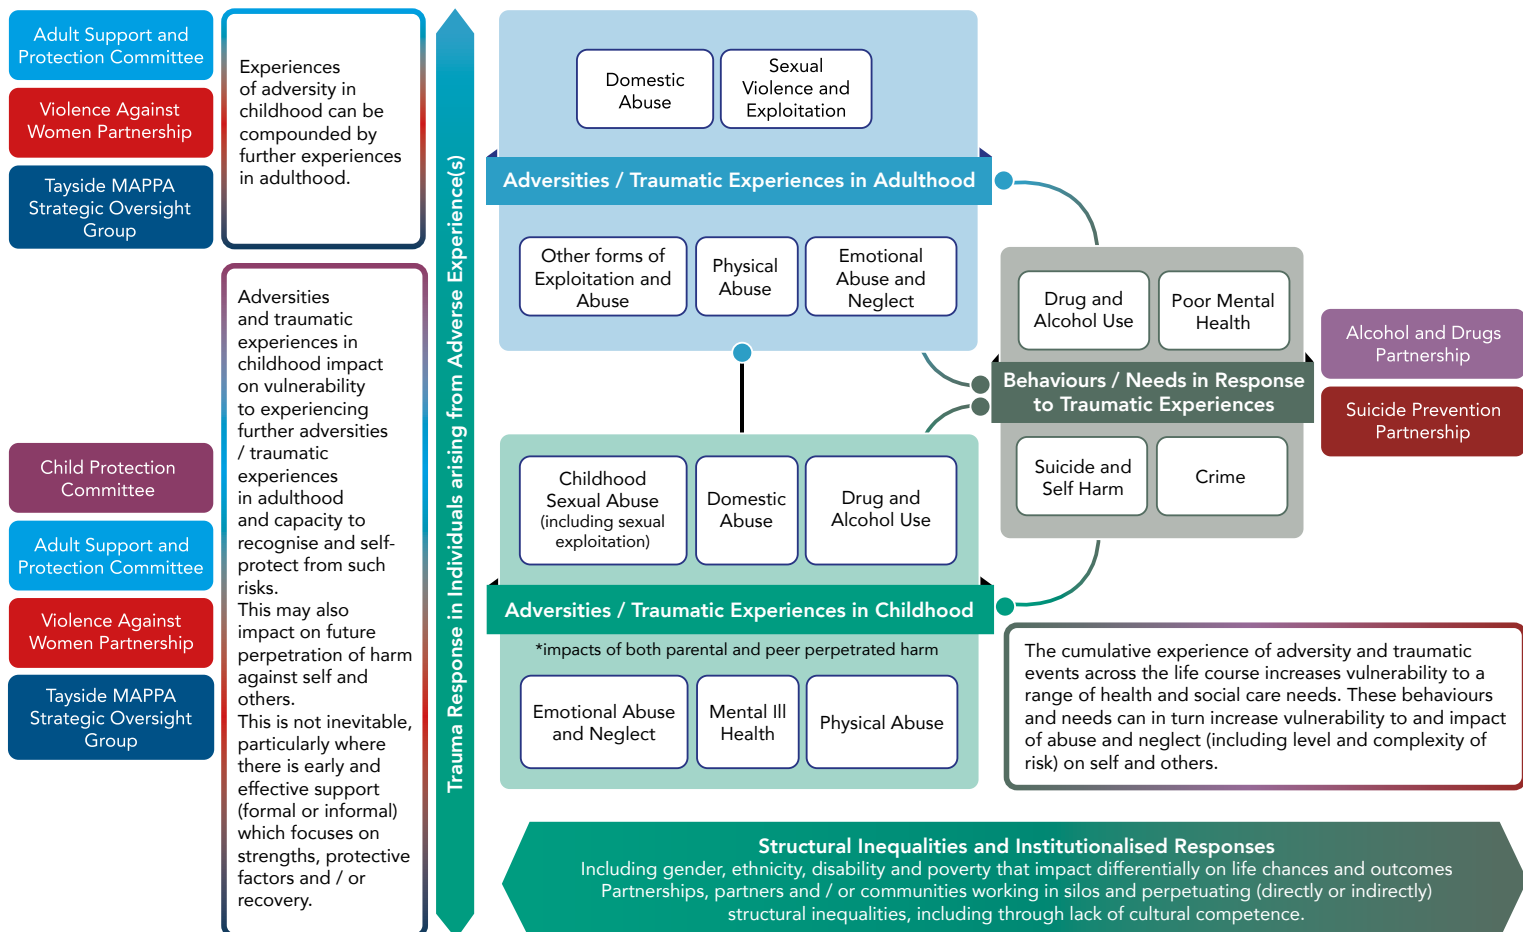 Adult Support and
Protection Committee
Violence Against
Women Partnership
Tayside MAPPA
Strategic Oversight
Group
Experiences
of adversity in
childhood can be
compounded by
further experiences
in adulthood.
Child Protection
Committee
Adult Support and
Protection Committee
Violence Against
Women Partnership
Tayside MAPPA
Strategic Oversight
Group
Adversities
and traumatic
experiences in
childhood impact
on vulnerability
to experiencing
further adversities
/ traumatic
experiences
in adulthood
and capacity to
recognise and self-
protect from such
risks.
This may also
impact on future
perpetration of harm
against self and
others.
This is not inevitable,
particularly where
there is early and
effective support
(formal or informal)
which focuses on
strengths, protective
factors and / or
recovery.
Trauma Response in Individuals arising from Adverse Experience(s)
Domestic
Abuse
Sexual
Violence and
Exploitation
Adversities / Traumatic Experiences in Adulthood
Other forms of
Exploitation and
Abuse
Physical
Abuse
Emotional
Abuse and
Neglect
Childhood
Sexual Abuse
(including sexual
exploitation)
Domestic
Abuse
Drug and
Alcohol Use
Adversities / Traumatic Experiences in Childhood
*impacts of both parental and peer perpetrated harm
Emotional Abuse
and Neglect
Mental Ill
Health
Physical Abuse
Drug and
Alcohol Use
Poor Mental
Health
Behaviours / Needs in Response
to Traumatic Experiences
Suicide and
Self Harm
Crime
Alcohol and Drugs
Partnership
Suicide Prevention
Partnership
The cumulative experience of adversity and traumatic
events across the life course increases vulnerability to a
range of health and social care needs. These behaviours
and needs can in turn increase vulnerability to and impact
of abuse and neglect (including level and complexity of
risk) on self and others.
Structural Inequalities and Institutionalised Responses
Including gender, ethnicity, disability and poverty that impact differentially on life chances and outcomes
Partnerships, partners and / or communities working in silos and perpetuating (directly or indirectly)
structural inequalities, including through lack of cultural competence.